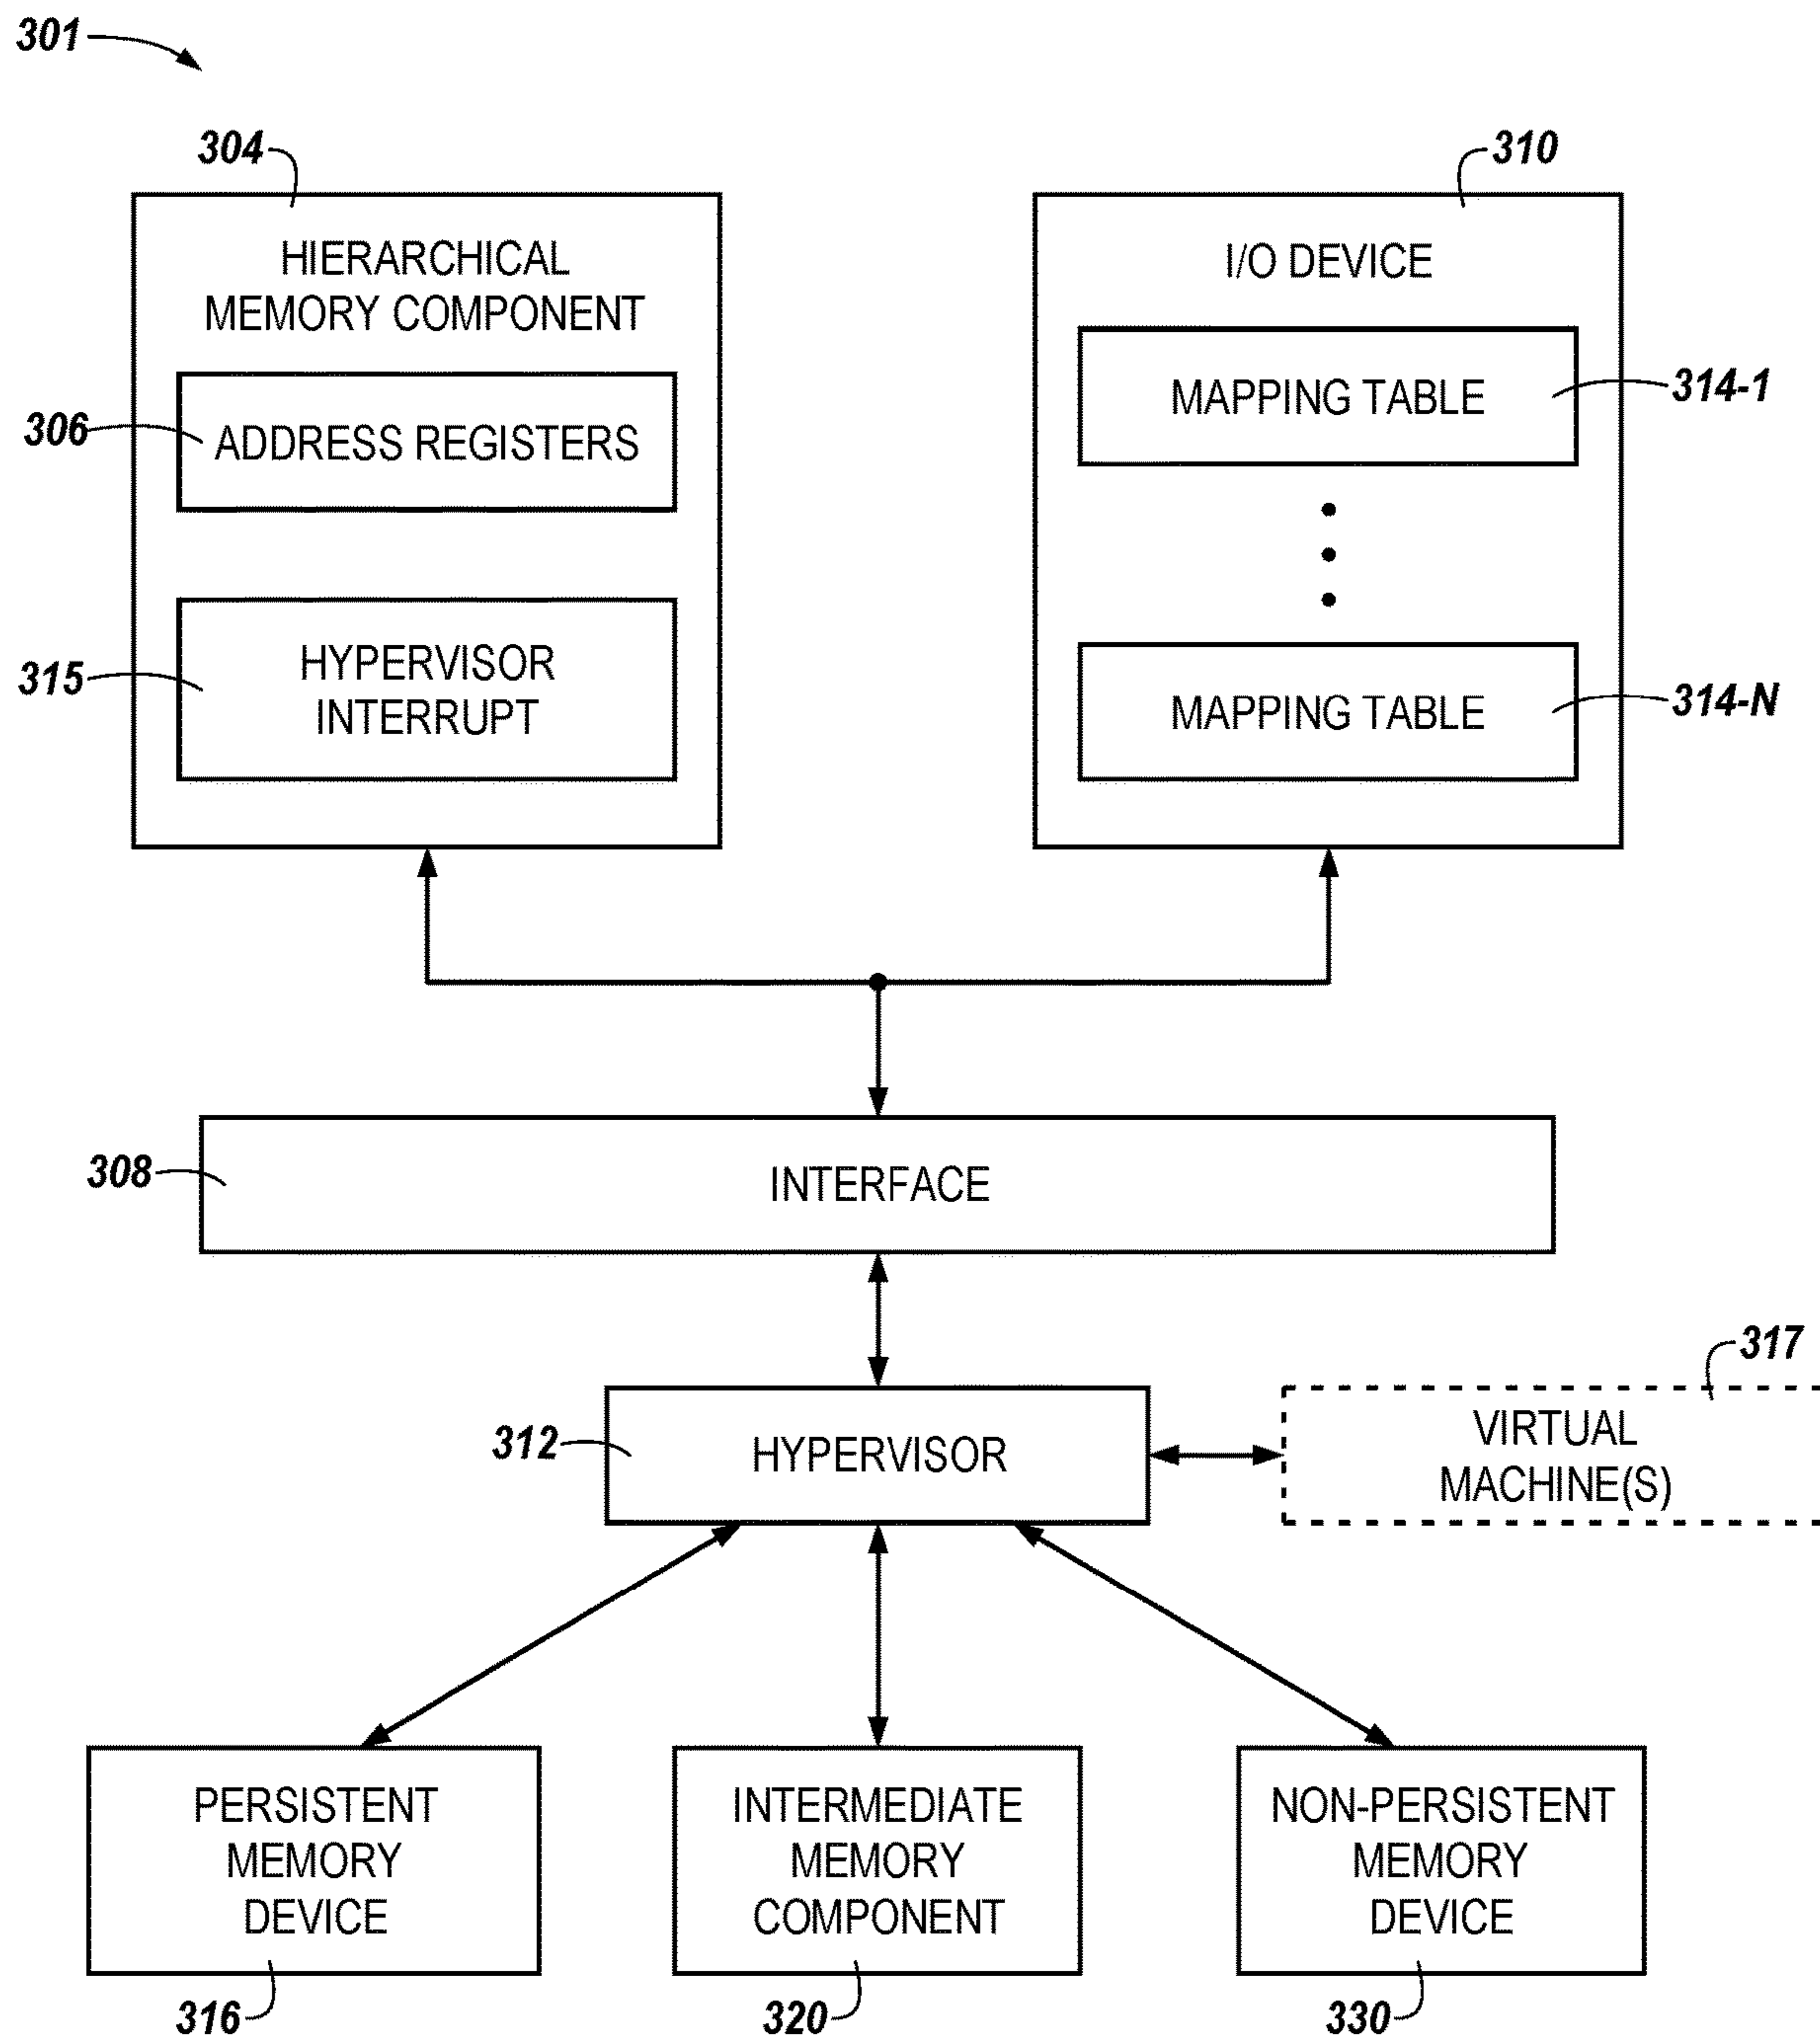 301
304
310
HIERARCHICAL
MEMORY COMPONENT
I/O DEVICE
MAPPING TABLE
314-1
306
ADDRESS REGISTERS
315
HYPERVISOR
INTERRUPT
MAPPING TABLE
314-N
308
INTERFACE
317
312
HYPERVISOR
VIRTUAL
MACHINE(S)
PERSISTENT
MEMORY
DEVICE
INTERMEDIATE
MEMORY
COMPONENT
NON-PERSISTENT
MEMORY
DEVICE
316
320
330